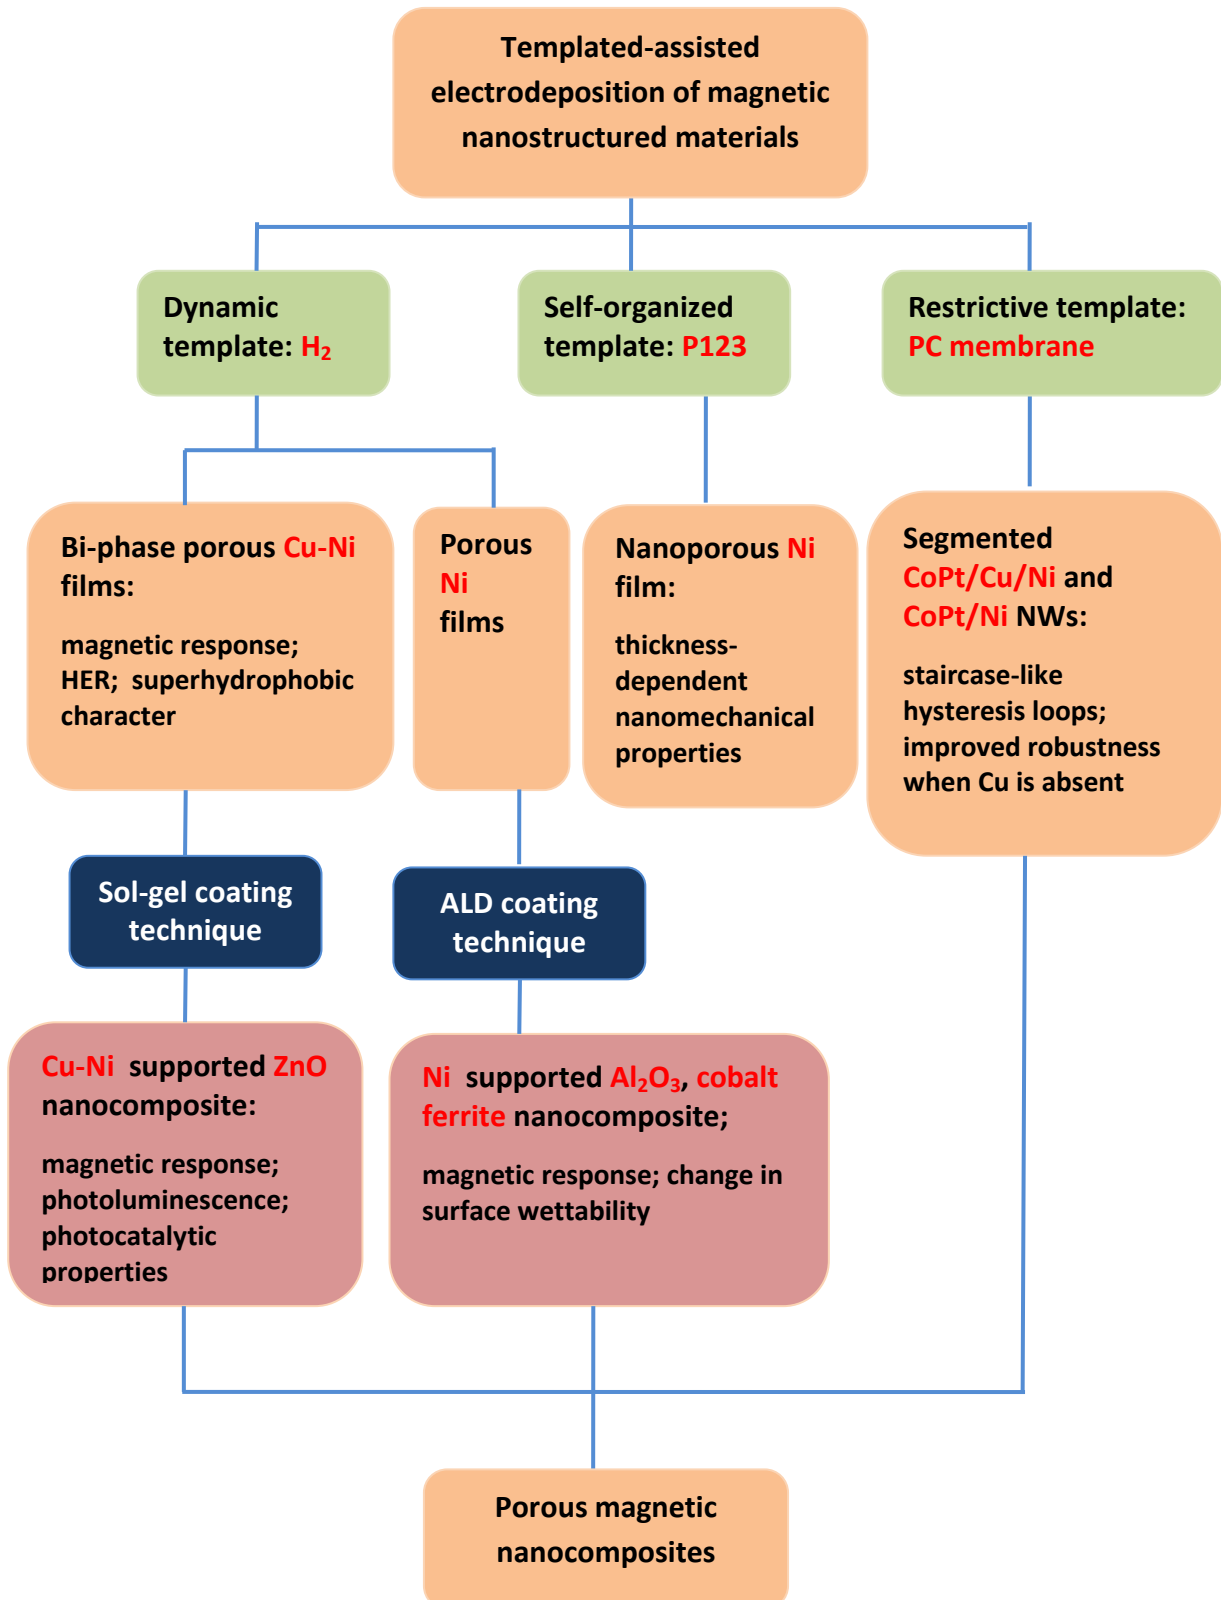 Templated-assisted
electrodeposition of magnetic
nanostructured materials
Dynamic
template: H₂
Self-organized
template: P123
Restrictive template:
PC membrane
Bi-phase porous Cu-Ni
films:
magnetic response;
HER; superhydrophobic
character
Porous
Ni
films
Nanoporous Ni
film:
thickness-
dependent
nanomechanical
properties
Segmented
CoPt/Cu/Ni and
CoPt/Ni NWs:
staircase-like
hysteresis loops;
improved robustness
when Cu is absent
Sol-gel coating
technique
ALD coating
technique
Cu-Ni supported ZnO
nanocomposite:
magnetic response;
photoluminescence;
photocatalytic
properties
Ni supported Al₂O₃, cobalt
ferrite nanocomposite;
magnetic response; change in
surface wettability
Porous magnetic
nanocomposites